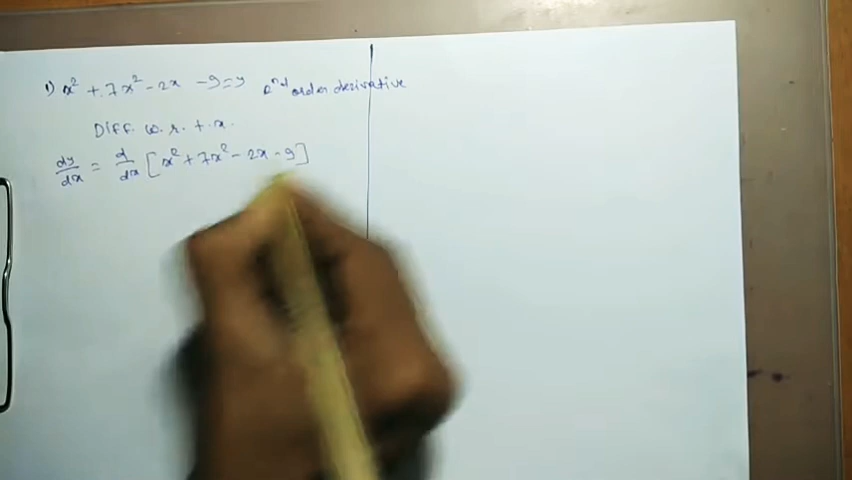 1) x² + 7x² - 2x - 9 = y 2nd order derivative
Diff. w.r.t x.
dy/dx = d/dx [x² + 7x² - 2x - 9]